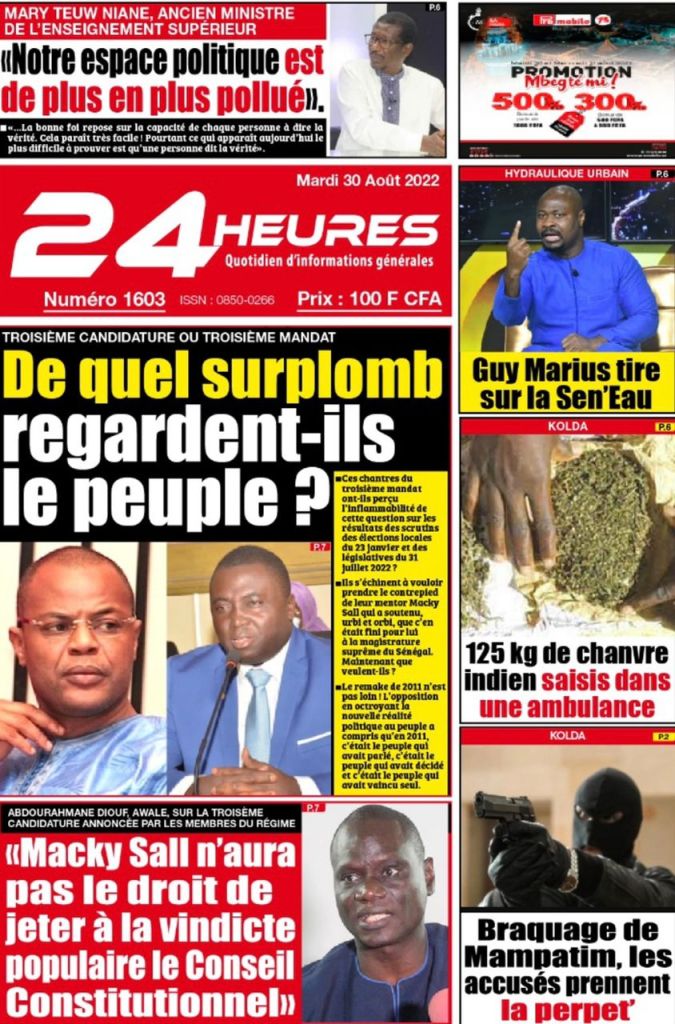 MARY TEUW NIANE, ANCIEN MINISTRE
DE L'ENSEIGNEMENT SUPÉRIEUR
«Notre espace politique est
de plus en plus pollué».
«...La bonne foi repose sur la capacité de chaque personne à dire la
vérité. Cela paraît très facile ! Pourtant ce qui apparaît aujourd'hui le
plus difficile à prouver est qu'une personne dit la vérité».
P.6
mobile 75
PROMOTION
Mbegte mi !
500% 300%
Mardi 30 Août 2022
24 HEURES
Quotidien d'informations générales
Numéro 1603 ISSN : 0850-0266 Prix : 100 F CFA
HYDRAULIQUE URBAIN P.6
Guy Marius tire
sur la Sen'Eau
TROISIÈME CANDIDATURE OU TROISIÈME MANDAT
De quel surplomb
regardent-ils
le peuple ?
P.7
Ces chantres du
troisième mandat
ont-ils perçu
l'inflammabilité de
cette question sur les
résultats des scrutins
des élections locales
du 23 janvier et des
législatives du 31
juillet 2022 ?
Ils s'échinent à vouloir
prendre le contrepied
de leur mentor Macky
Sall qui a soutenu,
urbi et orbi, que c'en
était fini pour lui
à la magistrature
suprême du Sénégal.
Maintenant que
veulent-ils ?
Le remake de 2011 n'est
pas loin ! L'opposition
en octroyant la
nouvelle réalité
politique au peuple a
compris qu'en 2011,
c'était le peuple qui
avait parlé, c'était le
peuple qui avait décidé
et c'était le peuple qui
avait vaincu seul.
KOLDA P.6
125 kg de chanvre
indien saisis dans
une ambulance
KOLDA P.2
Braquage de
Mampatim, les
accusés prennent
la perpet'
ABDOURAHMANE DIOUF, AWALE, SUR LA TROISÈME
CANDIDATURE ANNONCÉE PAR LES MEMBRES DU RÉGIME
P.7
«Macky Sall n'aura
pas le droit de
jeter à la vindicte
populaire le Conseil
Constitutionnel»